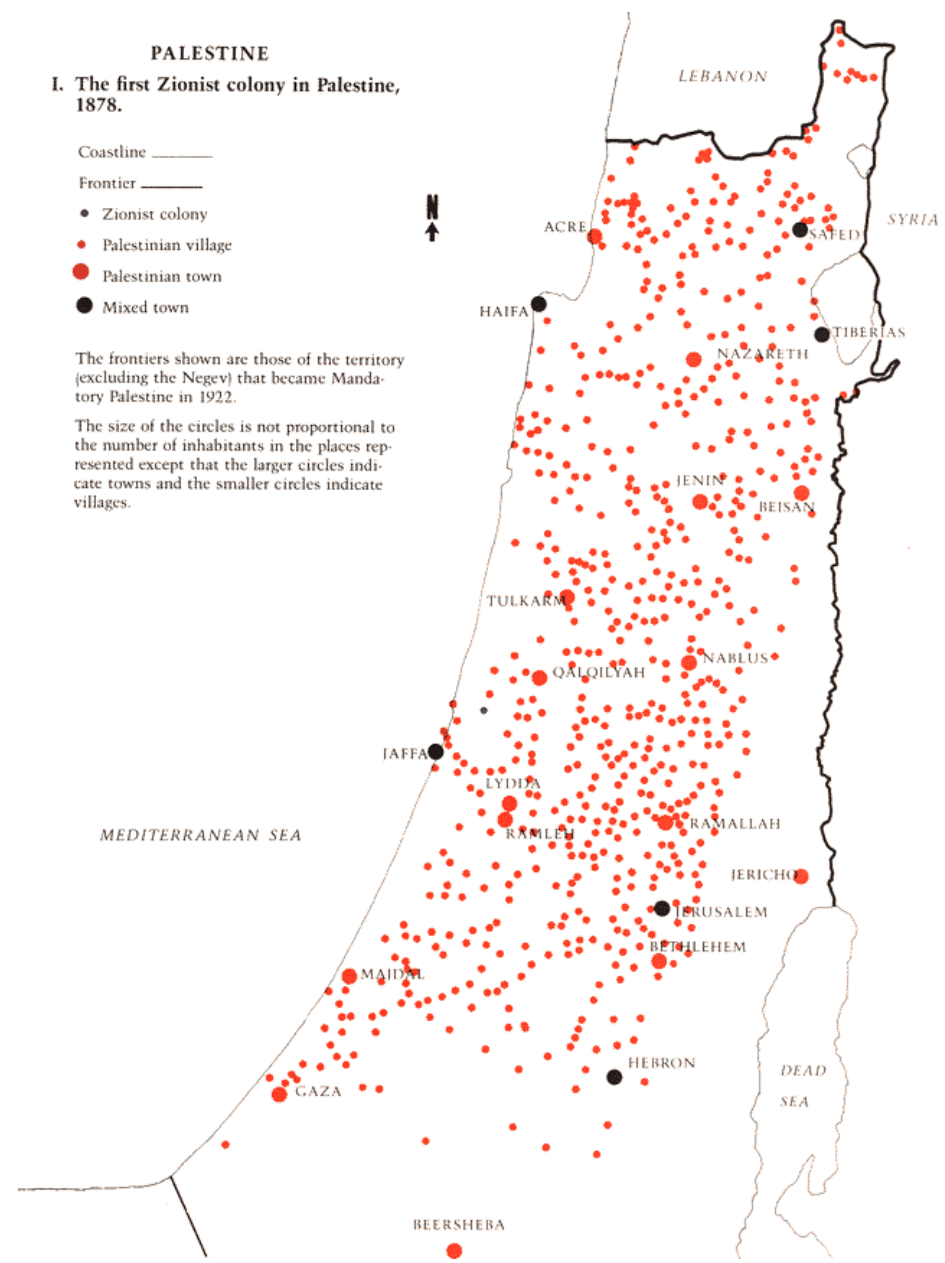 PALESTINE
I. The first Zionist colony in Palestine,
1878.
Coastline
Frontier
Zionist colony
Palestinian village
Palestinian town
Mixed town
The frontiers shown are those of the territory
(excluding the Negev) that became Manda-
tory Palestine in 1922.
The size of the circles is not proportional to
the number of inhabitants in the places rep-
resented except that the larger circles indi-
cate towns and the smaller circles indicate
villages.
N
LEBANON
SYRIA
ACRE
SAFED
HAIFA
TIBERIAS
NAZARETH
JENIN
BEISAN
TULKARM
NABLUS
QALQILYAH
JAFFA
LYDDA
RAMLEH
RAMALLAH
MEDITERRANEAN SEA
JERICHO
JERUSALEM
BETHLEHEM
MAJDAL
HEBRON
DEAD
SEA
GAZA
BEERSHEBA